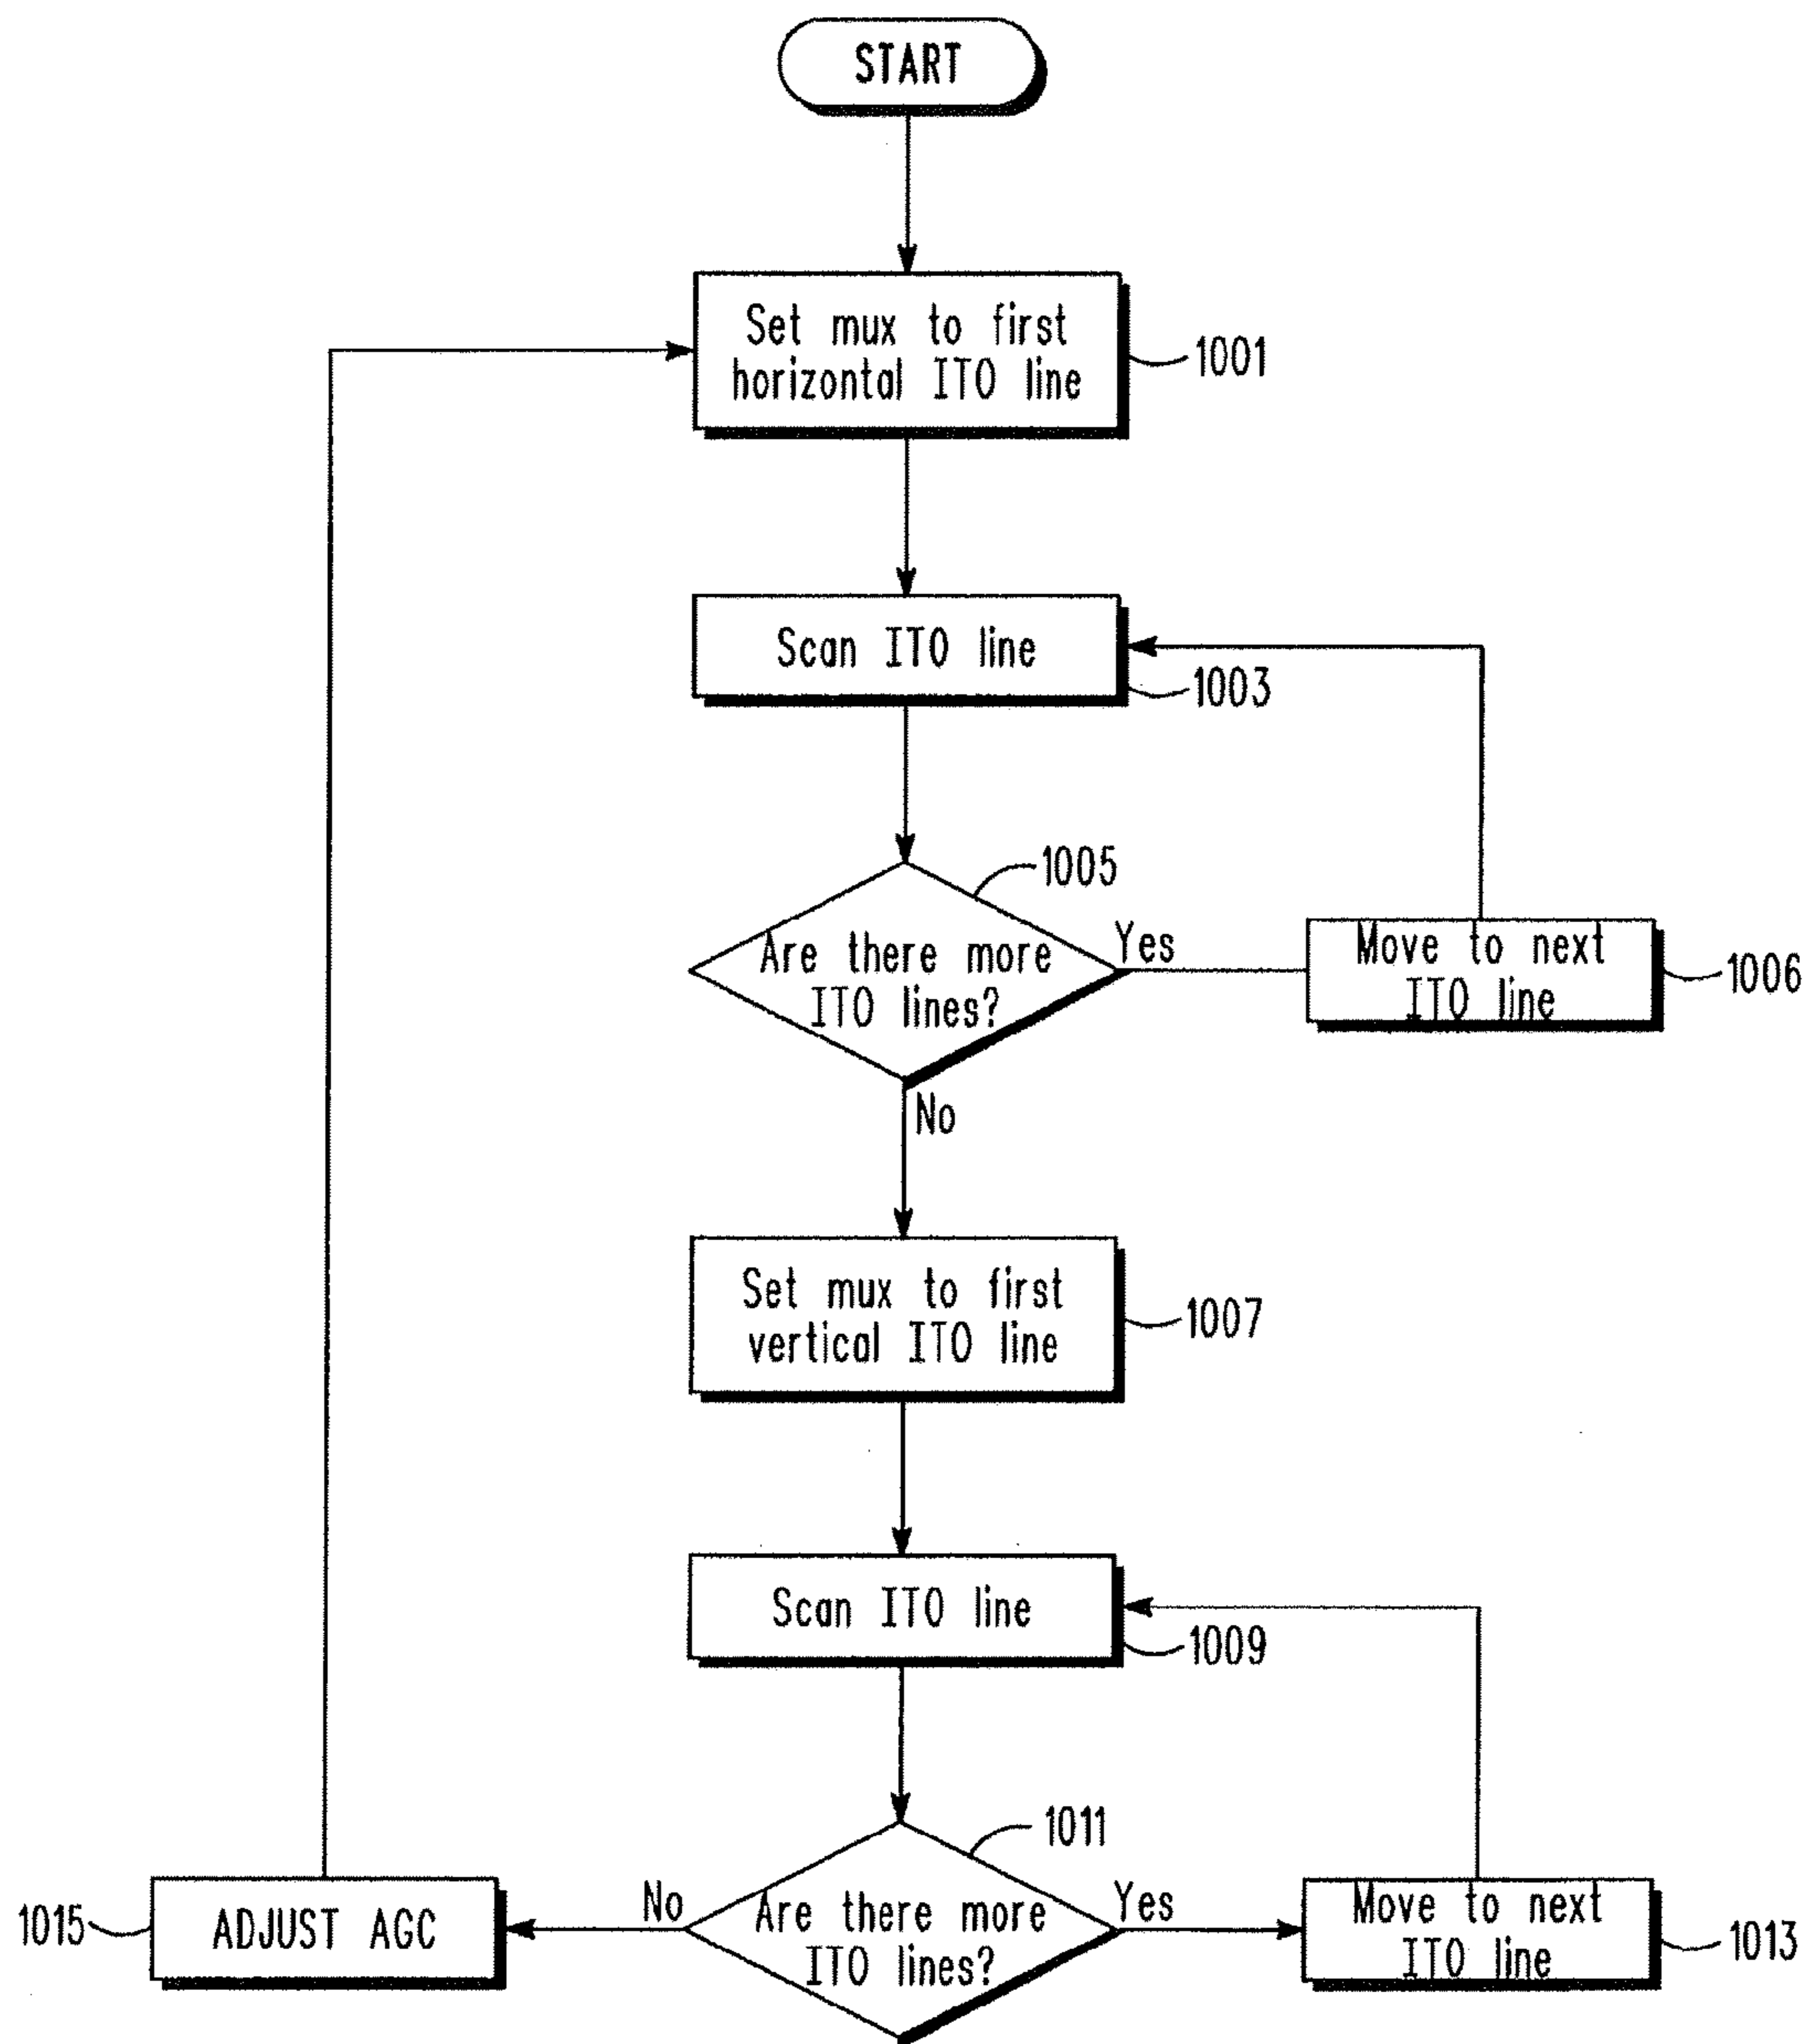 START
Set mux to first
horizontal ITO line
1001
Scan ITO line
1003
1005
Are there more
ITO lines?
Yes
Move to next
ITO line
1006
No
Set mux to first
vertical ITO line
1007
Scan ITO line
1009
1011
Are there more
ITO lines?
Yes
Move to next
ITO line
1013
No
ADJUST AGC
1015